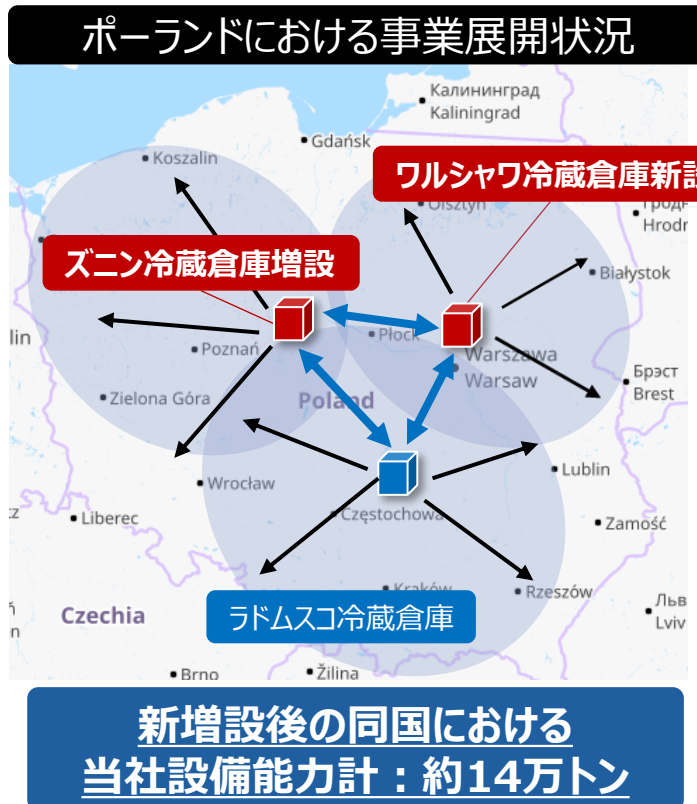 ポーランドにおける事業展開状況
Калининград
Kaliningrad
Gdańsk
Koszalin
ワルシャワ冷蔵倉庫新設
Olsztyn
Hrodr
ズニン冷蔵倉庫増設
Białystok
lin
Płock
Poznań
Warszawa
Warsaw
Брэст
Brest
Zielona Góra
Poland
Lublin
Wrocław
Częstochowa
Liberec
Zamość
Kraków
Rzeszów
Czechia
ラドムスコ冷蔵倉庫
Льв
Lviv
Brno
Žilina
新増設後の同国における
当社設備能力計：約14万トン